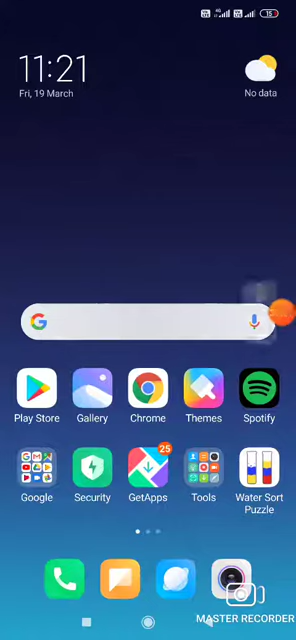 15
11:21
Fri, 19 March
No data
Play Store
Gallery
Chrome
Themes
Spotify
25
Google
Security
GetApps
Tools
Water Sort
Puzzle
MASTER RECORDER